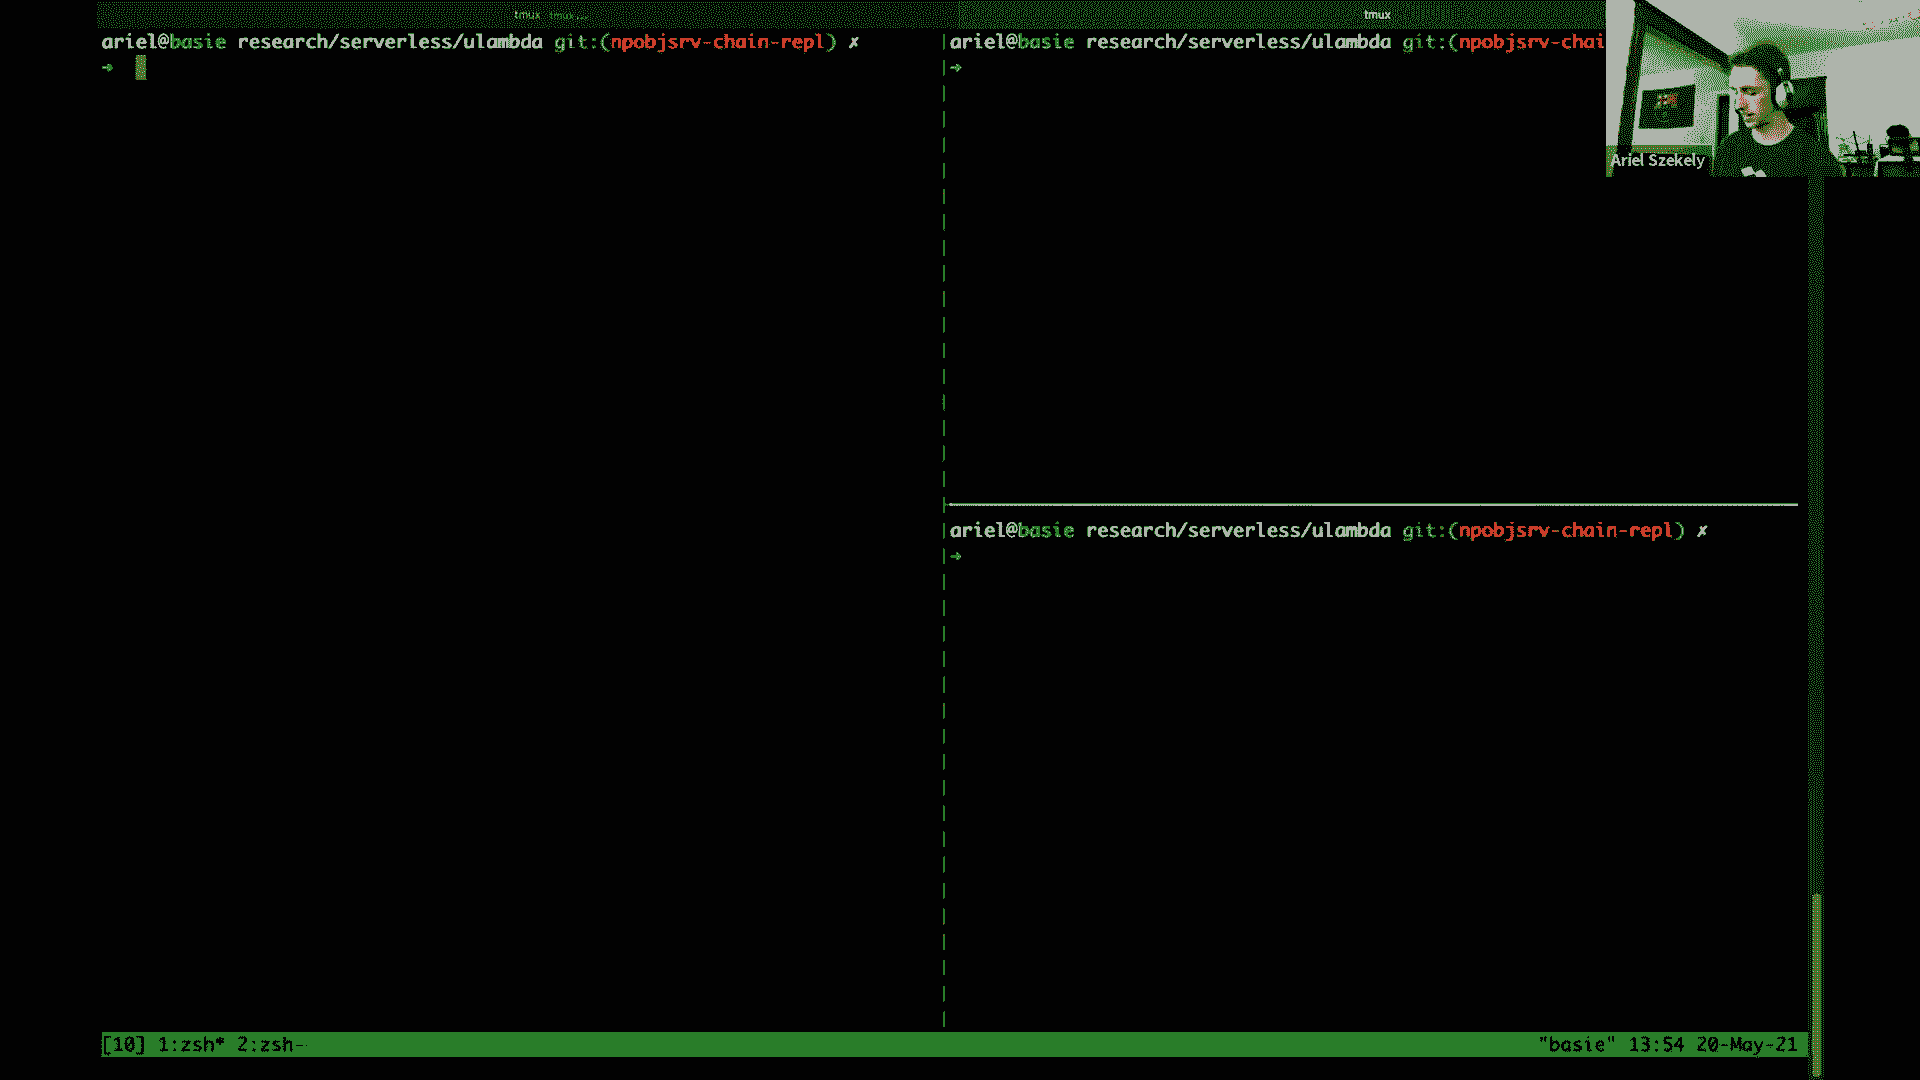 tmux tmux...
tmux
ariel@basie research/serverless/ulambda git:(npobjsrv-chain-repl) ✗
➜
ariel@basie research/serverless/ulambda git:(npobjsrv-chai
➜
Ariel Szekely
ariel@basie research/serverless/ulambda git:(npobjsrv-chain-repl) ✗
➜
[10] 1:zsh* 2:zsh-
"basie" 13:54 20-May-21